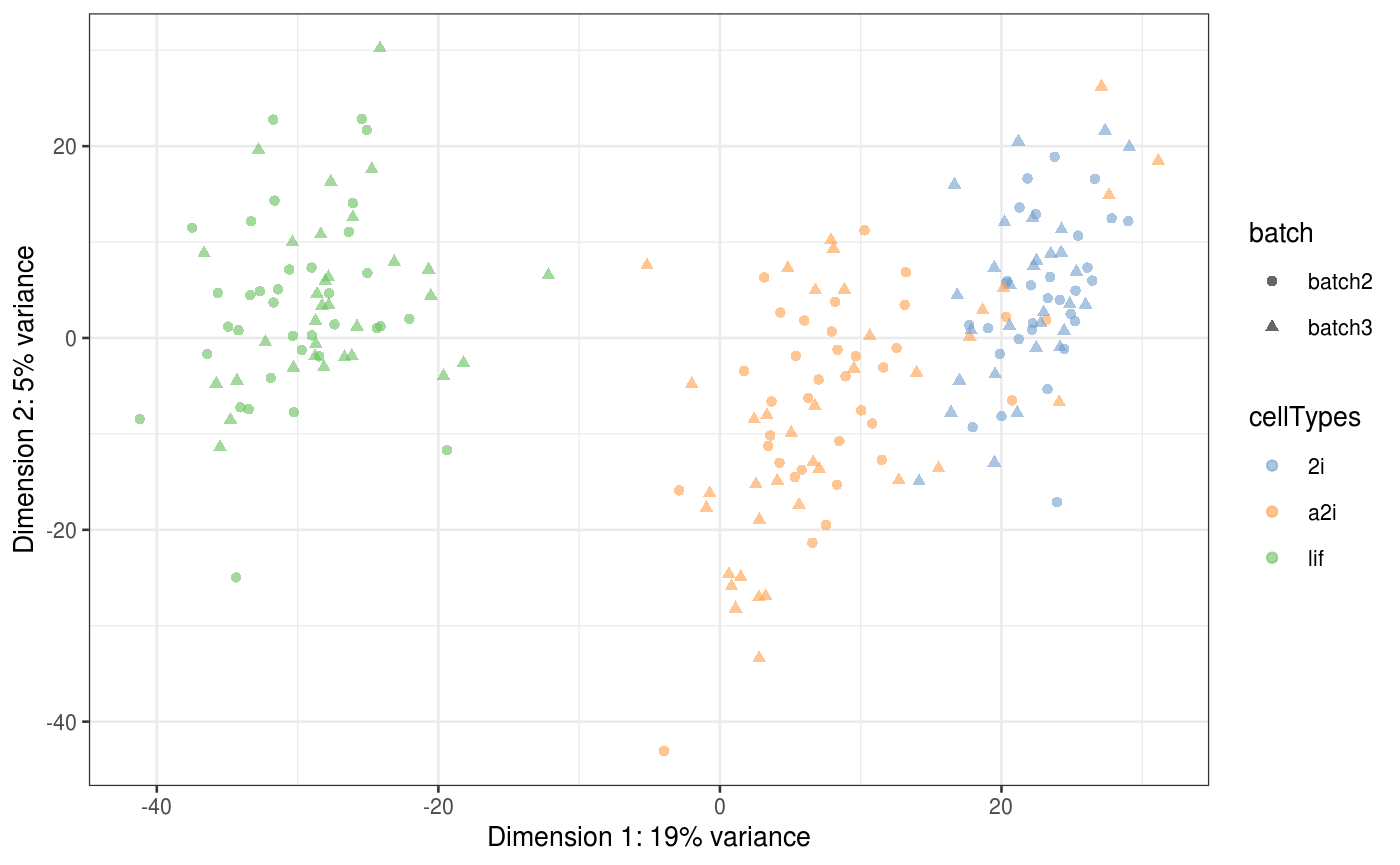 20
0
-20
-40
-40
-20
0
20
Dimension 1: 19% variance
Dimension 2: 5% variance
batch
batch2
batch3
cellTypes
2i
a2i
lif